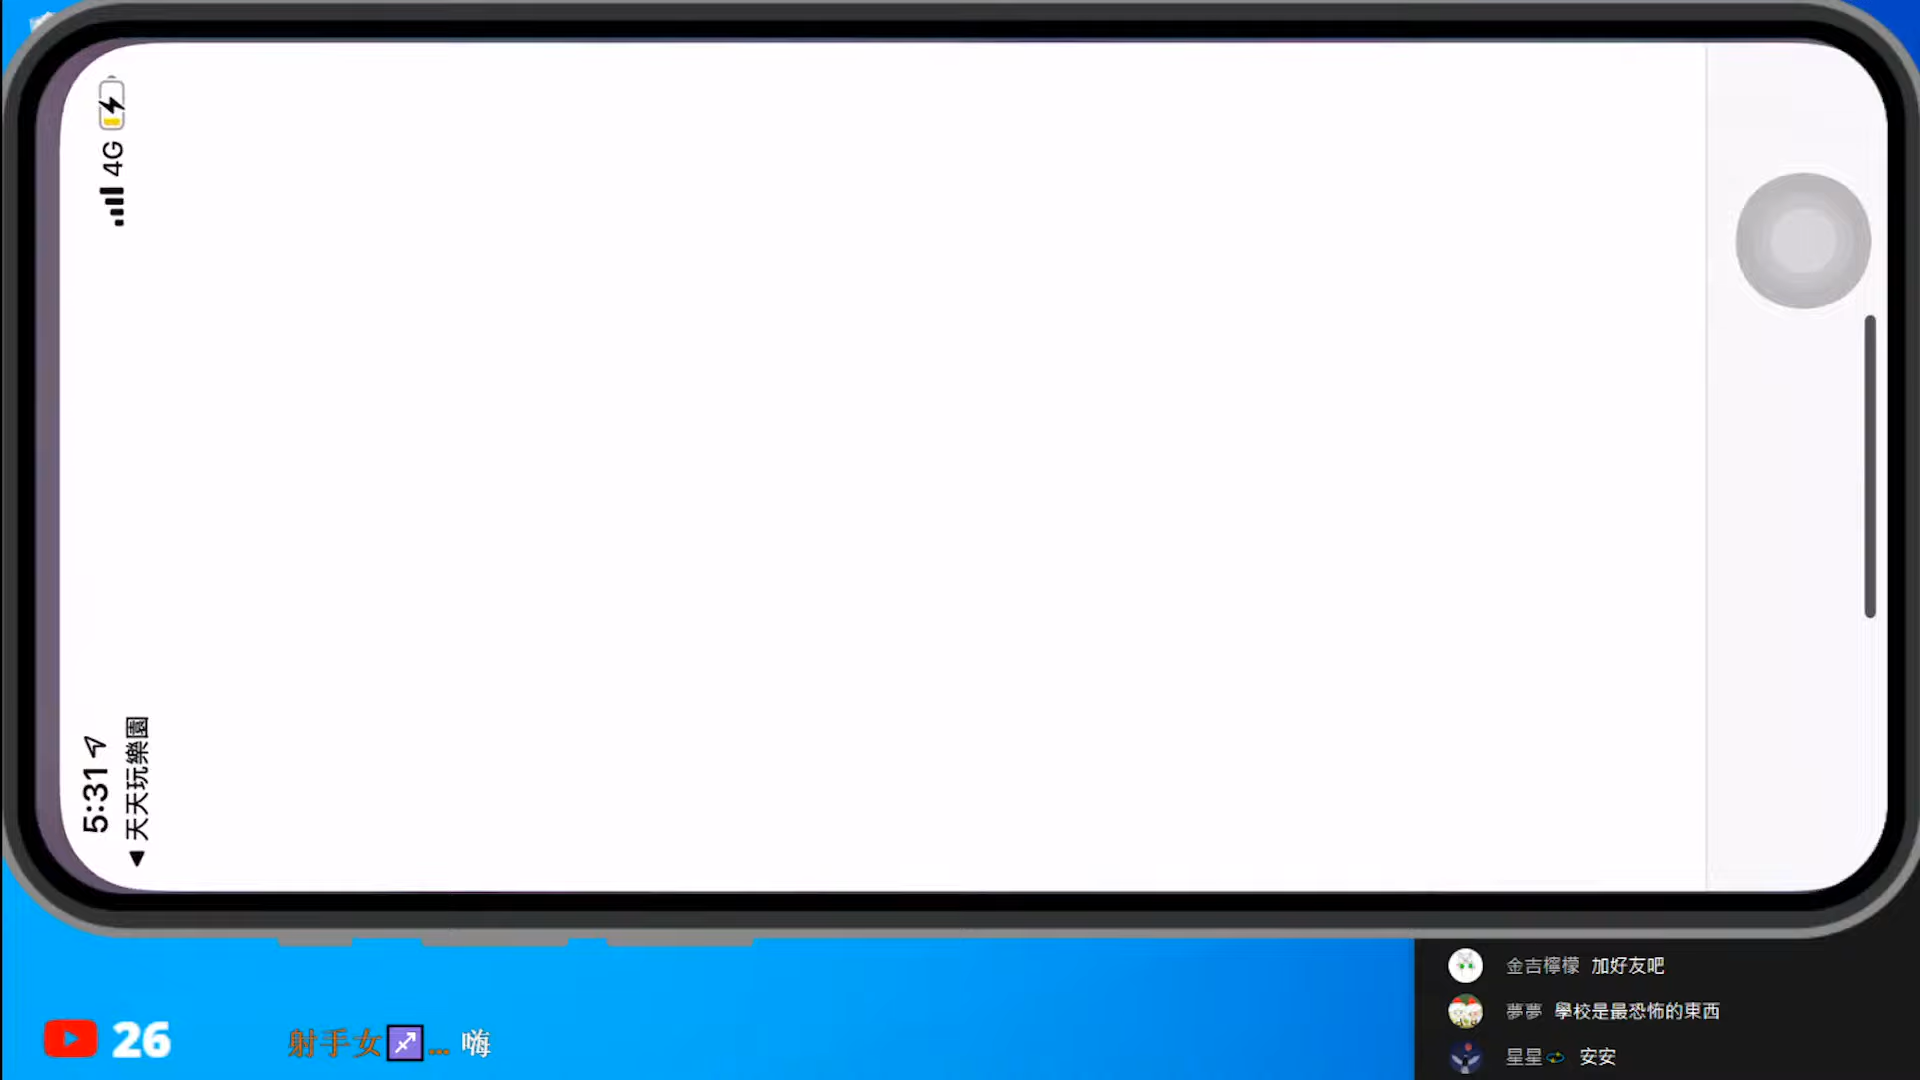 4G
5:31
◀ 天天玩樂園
金吉檸檬 加好友吧
夢夢 學校是最恐怖的東西
星星 安安
26
射手女♐... 嗨